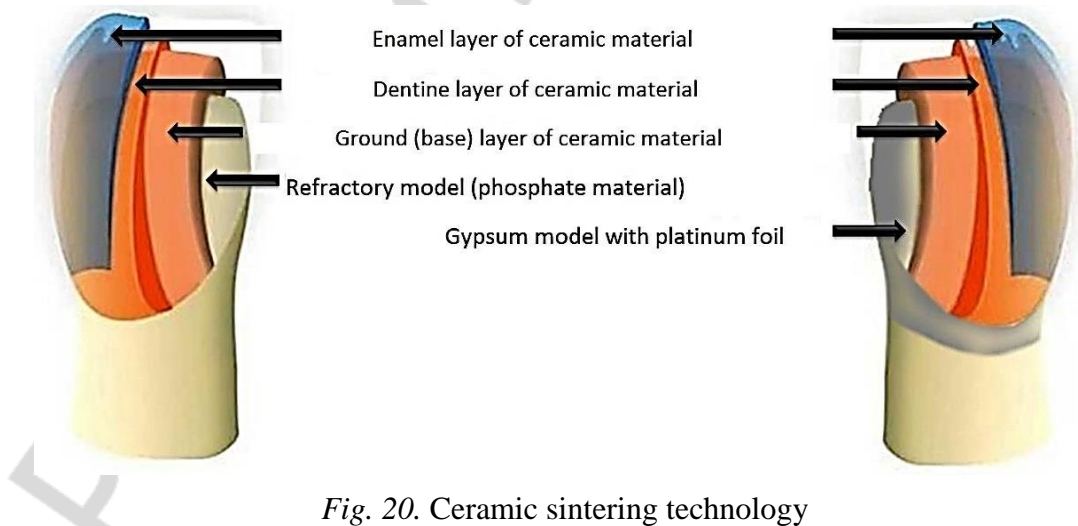 Enamel layer of ceramic material
Dentine layer of ceramic material
Ground (base) layer of ceramic material
Refractory model (phosphate material)
Gypsum model with platinum foil
Fig. 20. Ceramic sintering technology